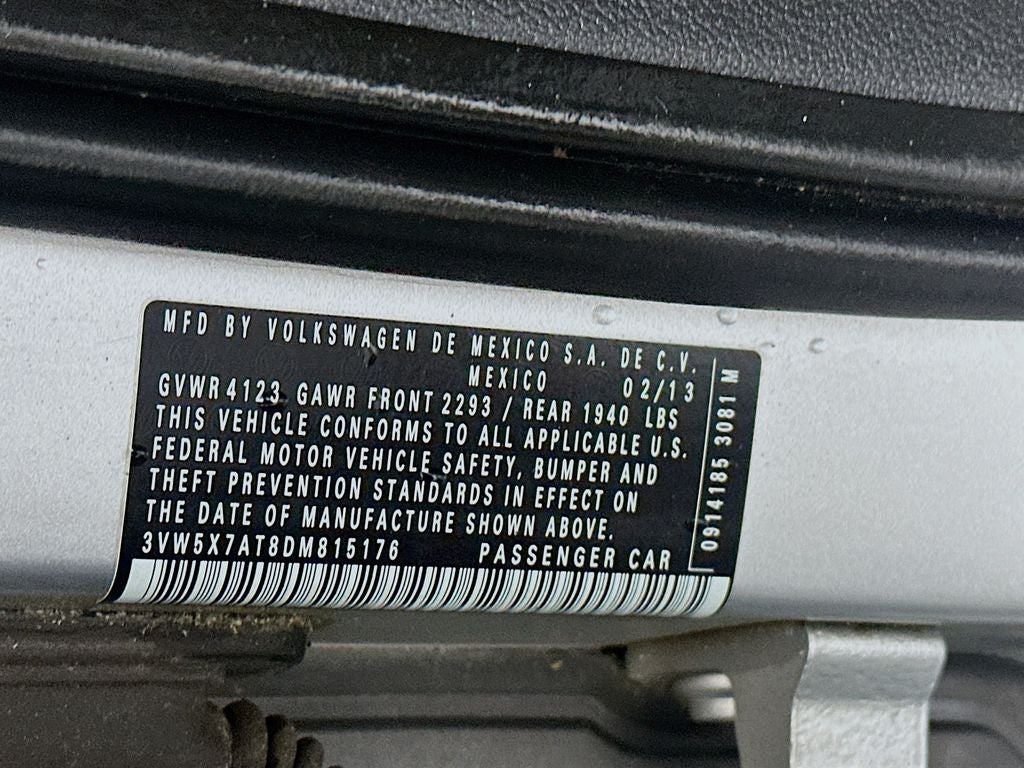 MFD BY VOLKSWAGEN DE MEXICO S.A. DE C.V.
MEXICO 02/13
GVWR 4123 GAWR FRONT 2293 / REAR 1940 LBS
THIS VEHICLE CONFORMS TO ALL APPLICABLE U.S.
FEDERAL MOTOR VEHICLE SAFETY, BUMPER AND
THEFT PREVENTION STANDARDS IN EFFECT ON
THE DATE OF MANUFACTURE SHOWN ABOVE.
3VW5X7AT8DM815176 PASSENGER CAR
0914185 3081 M